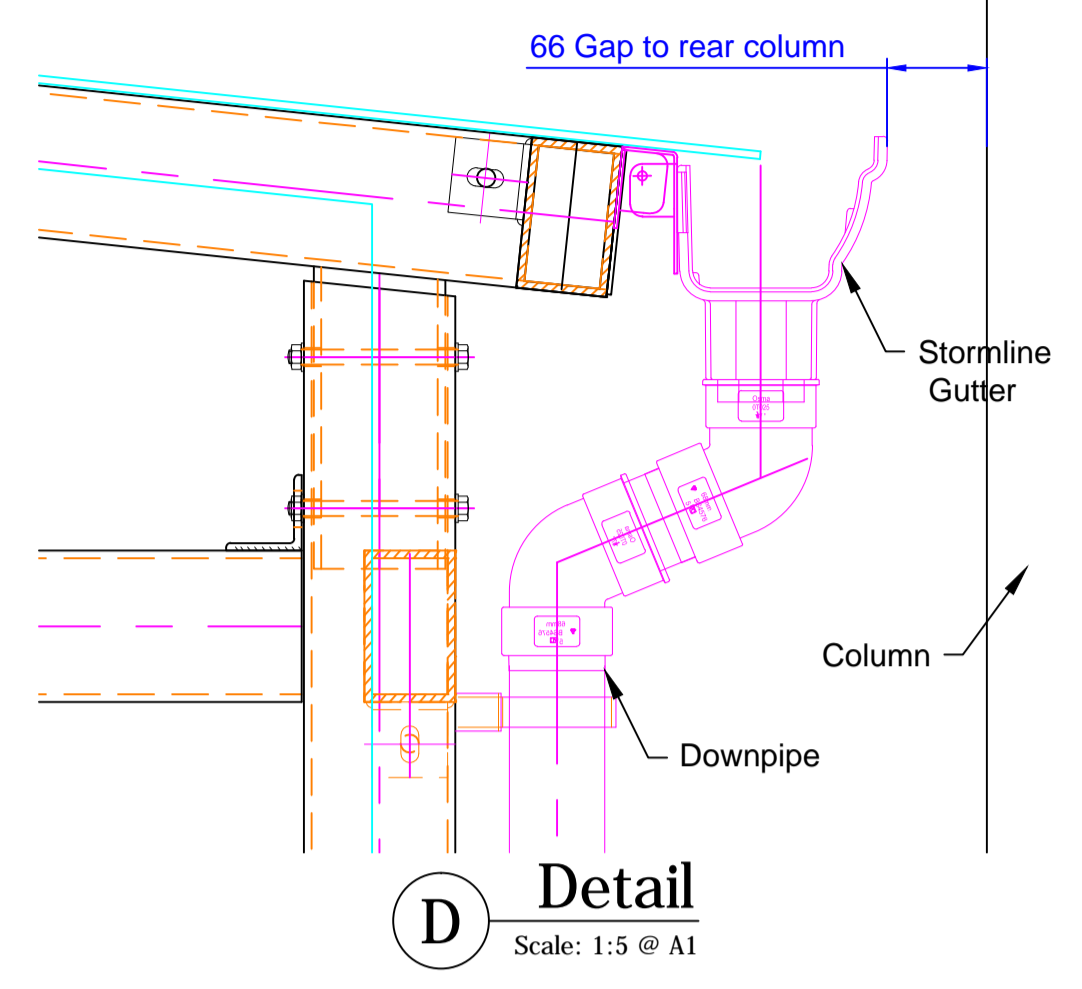 66 Gap to rear column
Stormline
Gutter
Column
Downpipe
D
Detail
Scale: 1:5 @ A1